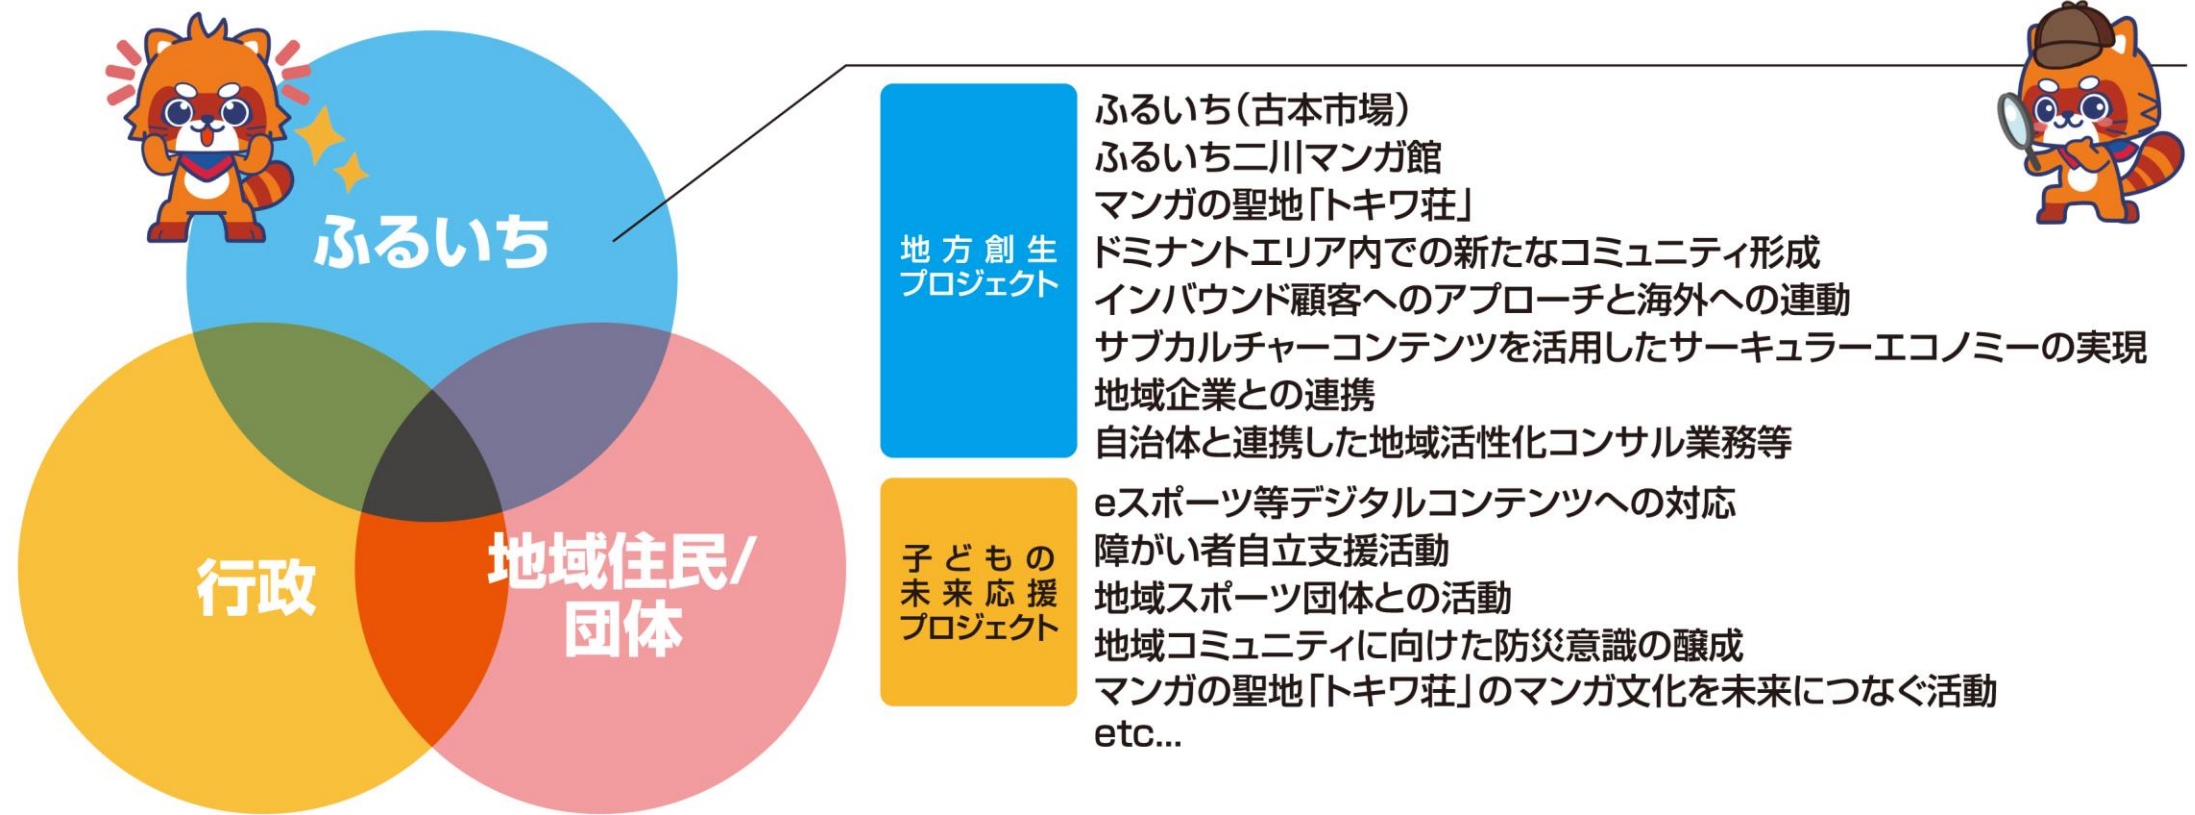 ふるいち
行政
地域住民/
団体
地方創生
プロジェクト
ふるいち(古本市場)
ふるいち二川マンガ館
マンガの聖地「トキワ荘」
ドミナントエリア内での新たなコミュニティ形成
インバウンド顧客へのアプローチと海外への連動
サブカルチャーコンテンツを活用したサーキュラーエコノミーの実現
地域企業との連携
自治体と連携した地域活性化コンサル業務等
子どもの
未来応援
プロジェクト
eスポーツ等デジタルコンテンツへの対応
障がい者自立支援活動
地域スポーツ団体との活動
地域コミュニティに向けた防災意識の醸成
マンガの聖地「トキワ荘」のマンガ文化を未来につなぐ活動
etc...